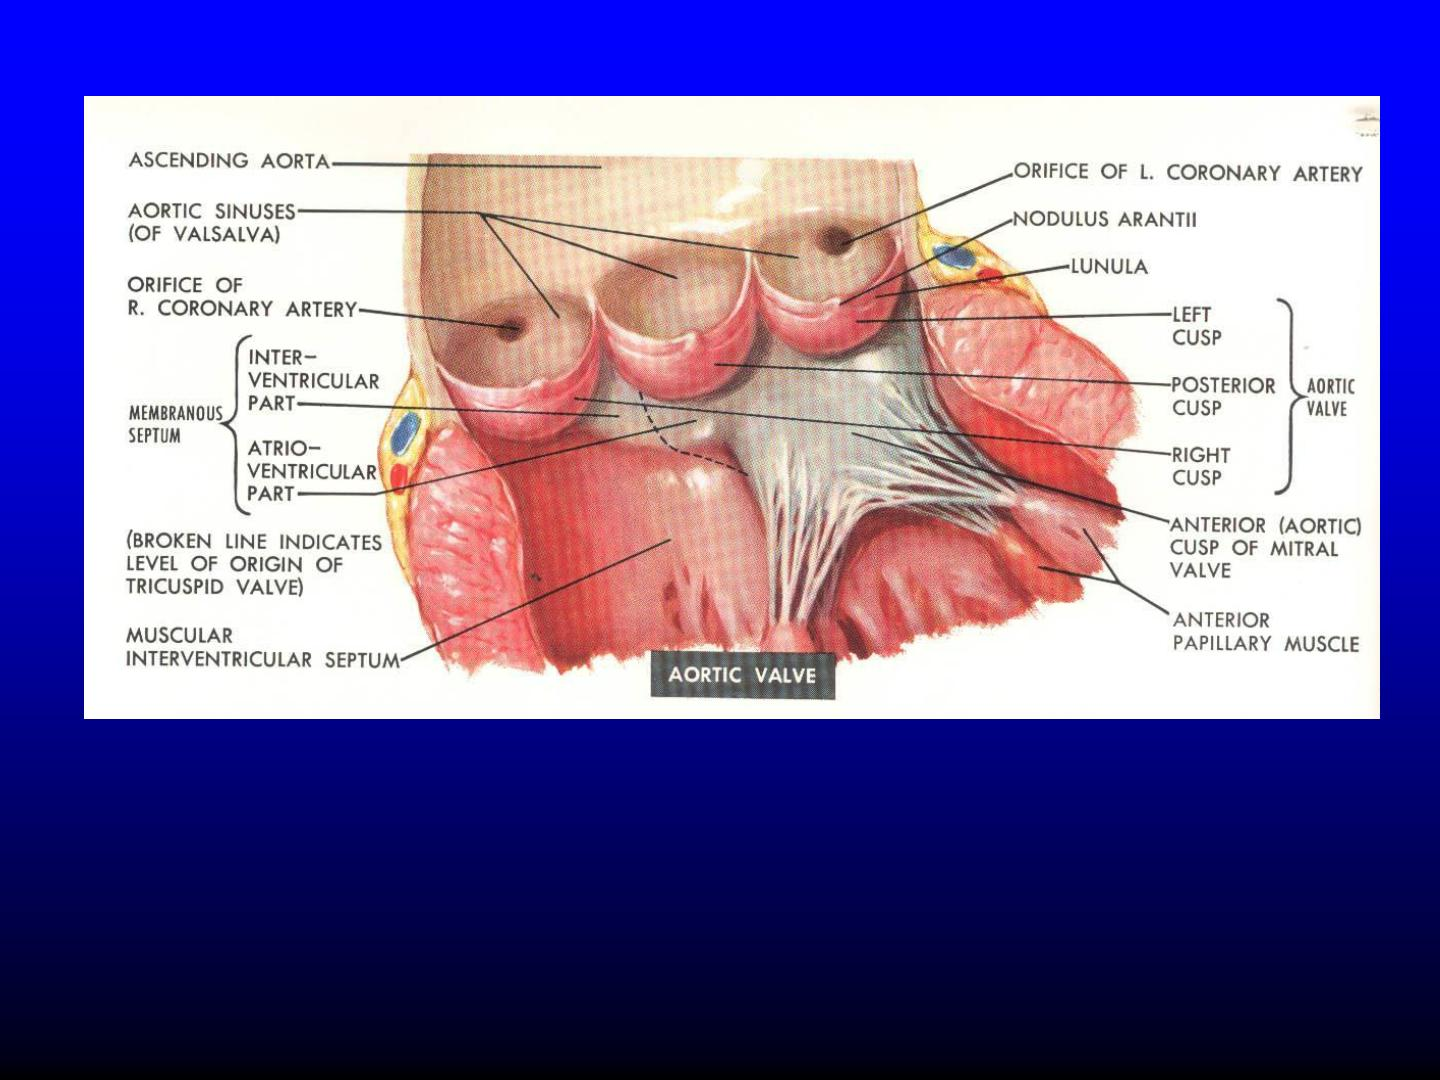 ASCENDING AORTA
AORTIC SINUSES
(OF VALSALVA)
ORIFICE OF
R. CORONARY ARTERY
MEMBRANOUS
SEPTUM
INTER-
VENTRICULAR
PART
ATRIO-
VENTRICULAR
PART
(BROKEN LINE INDICATES
LEVEL OF ORIGIN OF
TRICUSPID VALVE)
MUSCULAR
INTERVENTRICULAR SEPTUM
ORIFICE OF L. CORONARY ARTERY
NODULUS ARANTII
LUNULA
LEFT
CUSP
POSTERIOR
CUSP
RIGHT
CUSP
AORTIC
VALVE
ANTERIOR (AORTIC)
CUSP OF MITRAL
VALVE
ANTERIOR
PAPILLARY MUSCLE
AORTIC VALVE